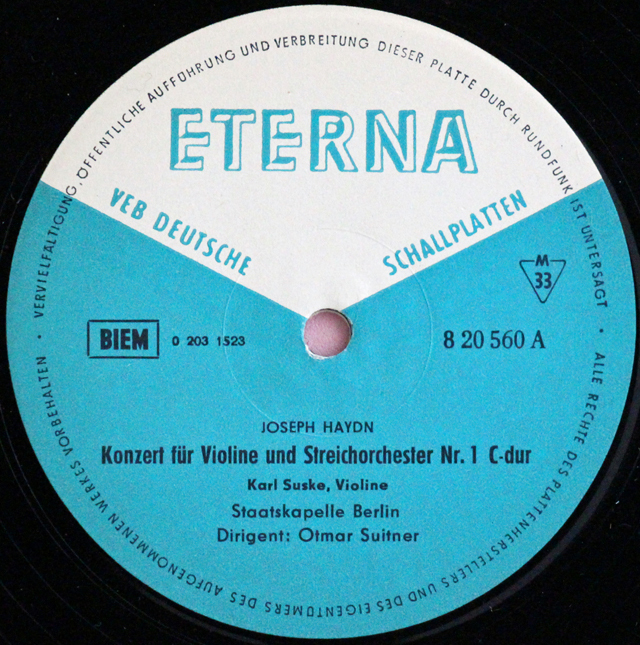 VERVIELFÄLTIGUNG, ÖFFENTLICHE AUFFÜHRUNG UND VERBREITUNG DIESER PLATTE DURCH RUNDFUNK IST UNTERSAGT • ALLE RECHTE DES PLATTENHERSTELLERS UND DES EIGENTÜMERS DES AUFGENOMMENEN WERKES VORBEHALTEN •
ETERNA
VEB DEUTSCHE SCHALLPLATTEN
M
33
BIEM 0 203 1523 8 20 560 A
JOSEPH HAYDN
Konzert für Violine und Streichorchester Nr. 1 C-dur
Karl Suske, Violine
Staatskapelle Berlin
Dirigent: Otmar Suitner